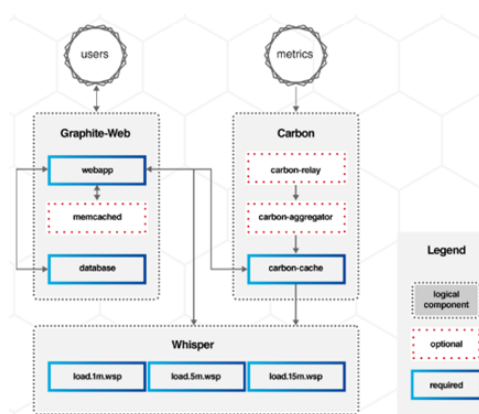 users
metrics
Graphite-Web
webapp
memcached
database
Carbon
carbon-relay
carbon-aggregator
carbon-cache
Whisper
load.1m.wsp
load.5m.wsp
load.15m.wsp
Legend
logical
component
optional
required